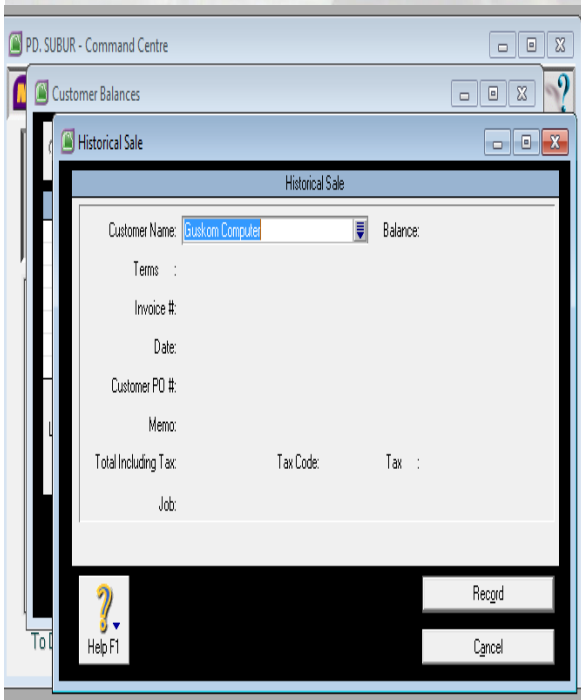 PD. SUBUR - Command Centre
Customer Balances
Historical Sale
Historical Sale
Customer Name: Guskom Computer Balance:
Terms :
Invoice #:
Date:
Customer PO #:
Memo:
Total Including Tax: Tax Code: Tax :
Job:
Record
Help F1
Cancel
To